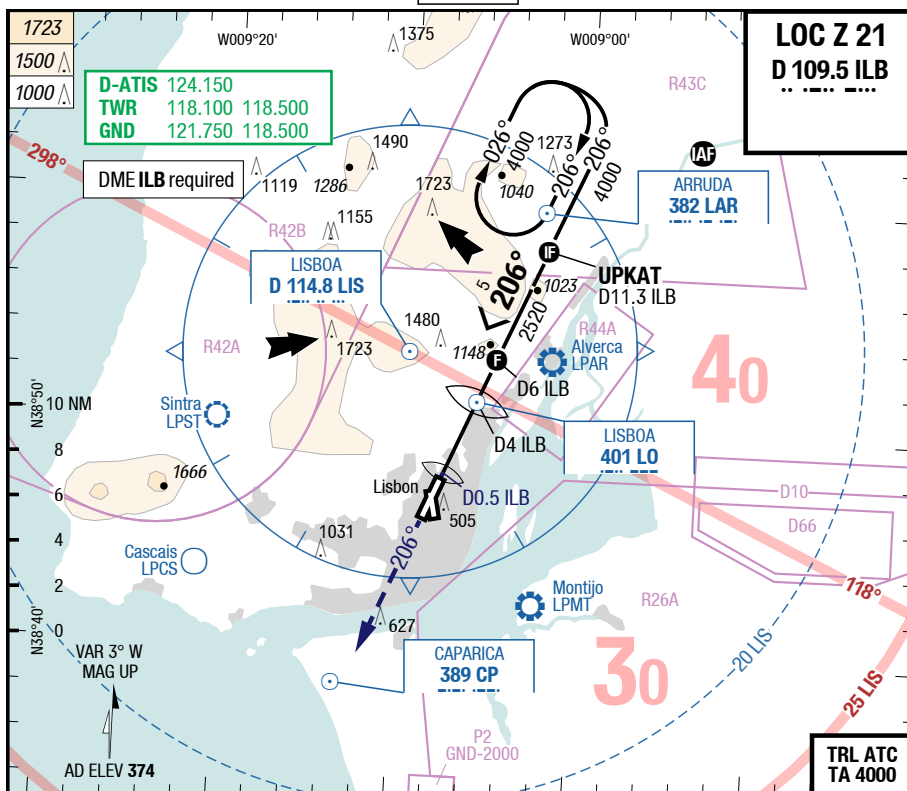 1723
1500
1000
D-ATIS 124.150
TWR 118.100 118.500
GND 121.750 118.500
DME ILB required
LOC Z 21
D 109.5 ILB
W009°20'
W009°00'
1375
R43C
298°
1490
1119
1286
1723
1155
R42B
026°
4000
1273
1040
206°
206°
4000
IAF
ARRUDA
382 LAR
LISBOA
D 114.8 LIS
IF
UPKAT
D11.3 ILB
206°
5
1023
2520
R44A
1480
1148
R42A
1723
F
D6 ILB
Alverca
LPAR
40
Sintra
LPST
N38°50'
10 NM
8
6
4
2
0
N38°40'
D4 ILB
LISBOA
401 LO
1666
Lisbon
D0.5 ILB
505
D10
D66
1031
206°
Cascais
LPCS
Montijo
LPMT
R26A
118°
627
CAPARICA
389 CP
30
20 LIS
25 LIS
VAR 3° W
MAG UP
AD ELEV 374
P2
GND-2000
TRL ATC
TA 4000